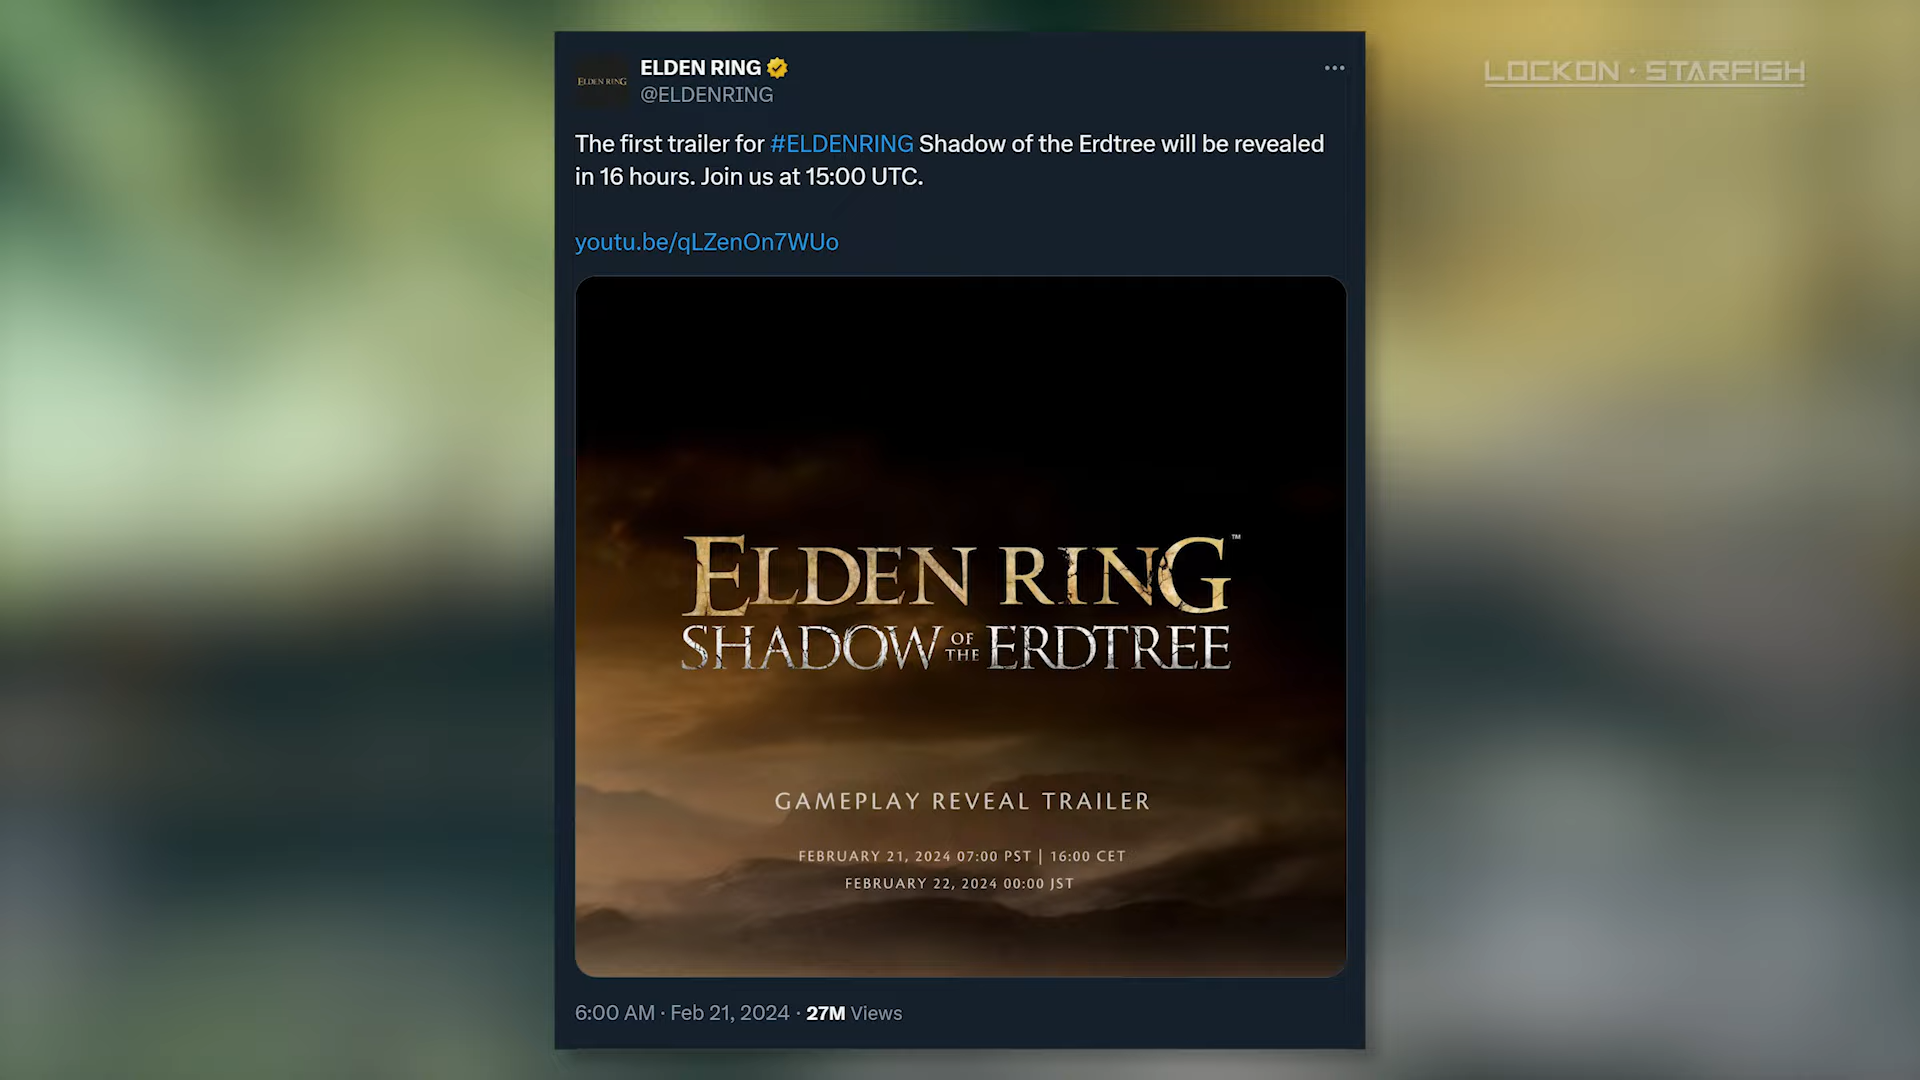 LOCKON · STARFISH
ELDEN RING
ELDEN RING
@ELDENRING
The first trailer for #ELDENRING Shadow of the Erdtree will be revealed
in 16 hours. Join us at 15:00 UTC.
youtu.be/qLZenOn7WUo
ELDEN RING™
SHADOW OF THE ERDTREE
GAMEPLAY REVEAL TRAILER
FEBRUARY 21, 2024 07:00 PST | 16:00 CET
FEBRUARY 22, 2024 00:00 JST
6:00 AM · Feb 21, 2024 · 27M Views